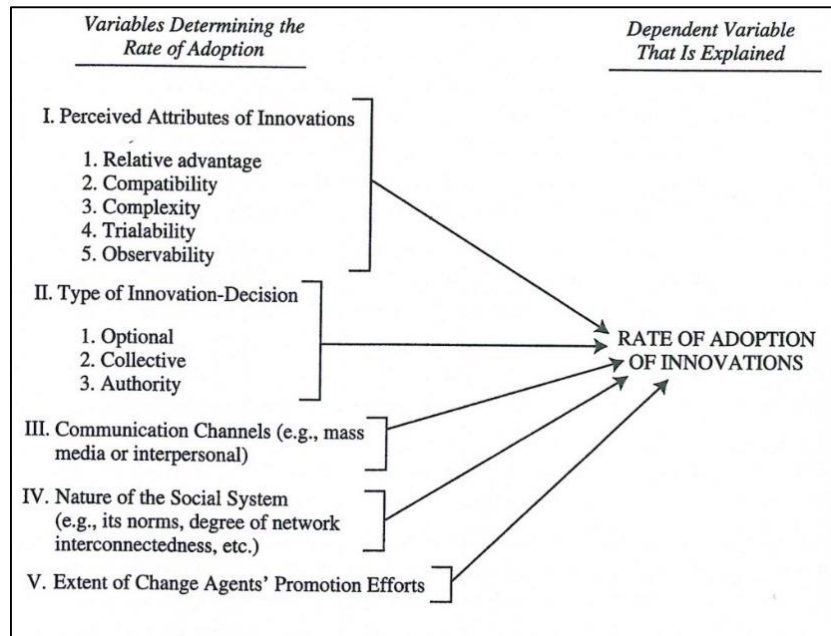 Variables Determining the
Rate of Adoption
Dependent Variable
That Is Explained
I. Perceived Attributes of Innovations
1. Relative advantage
2. Compatibility
3. Complexity
4. Trialability
5. Observability
II. Type of Innovation-Decision
1. Optional
2. Collective
3. Authority
RATE OF ADOPTION
OF INNOVATIONS
III. Communication Channels (e.g., mass
media or interpersonal)
IV. Nature of the Social System
(e.g., its norms, degree of network
interconnectedness, etc.)
V. Extent of Change Agents' Promotion Efforts